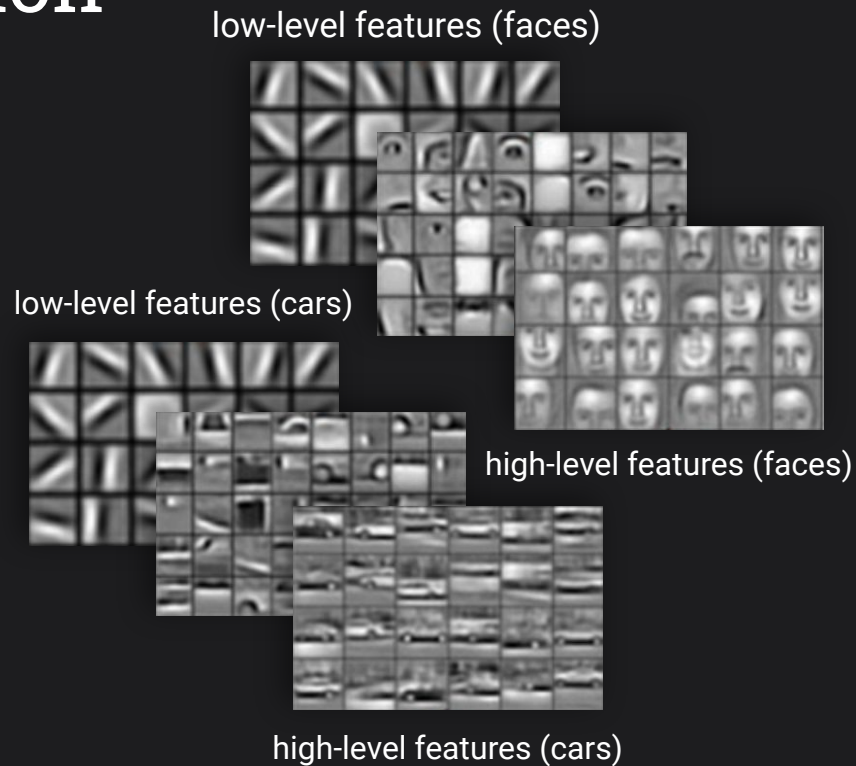 low-level features (faces)
low-level features (cars)
high-level features (faces)
high-level features (cars)